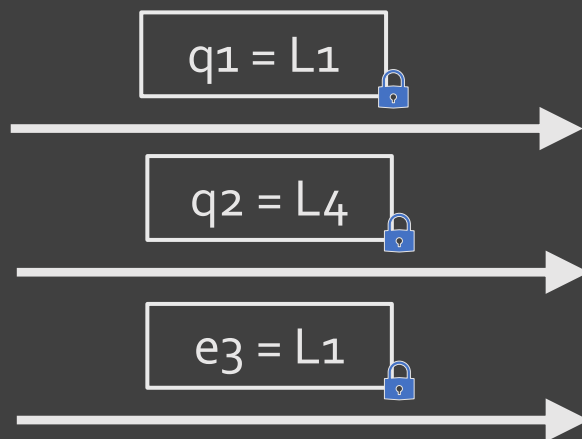 q1 = L1
q2 = L4
e3 = L1